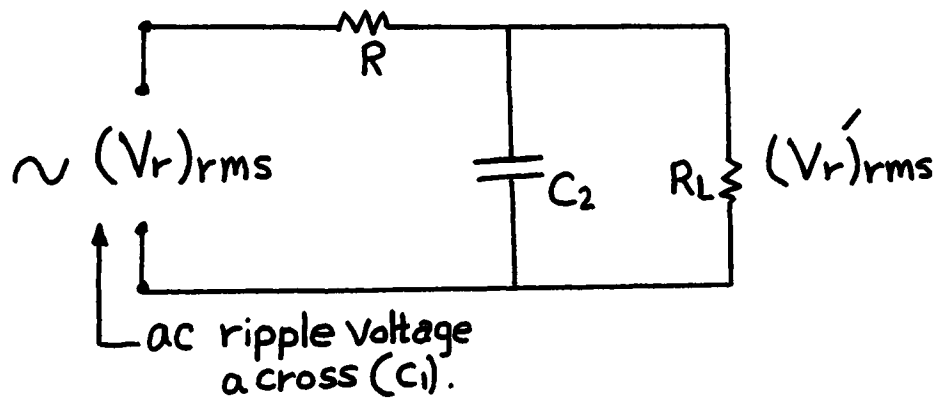 R
~ (Vr)rms
C2
RL
(Vr')rms
ac ripple voltage
across (C1).